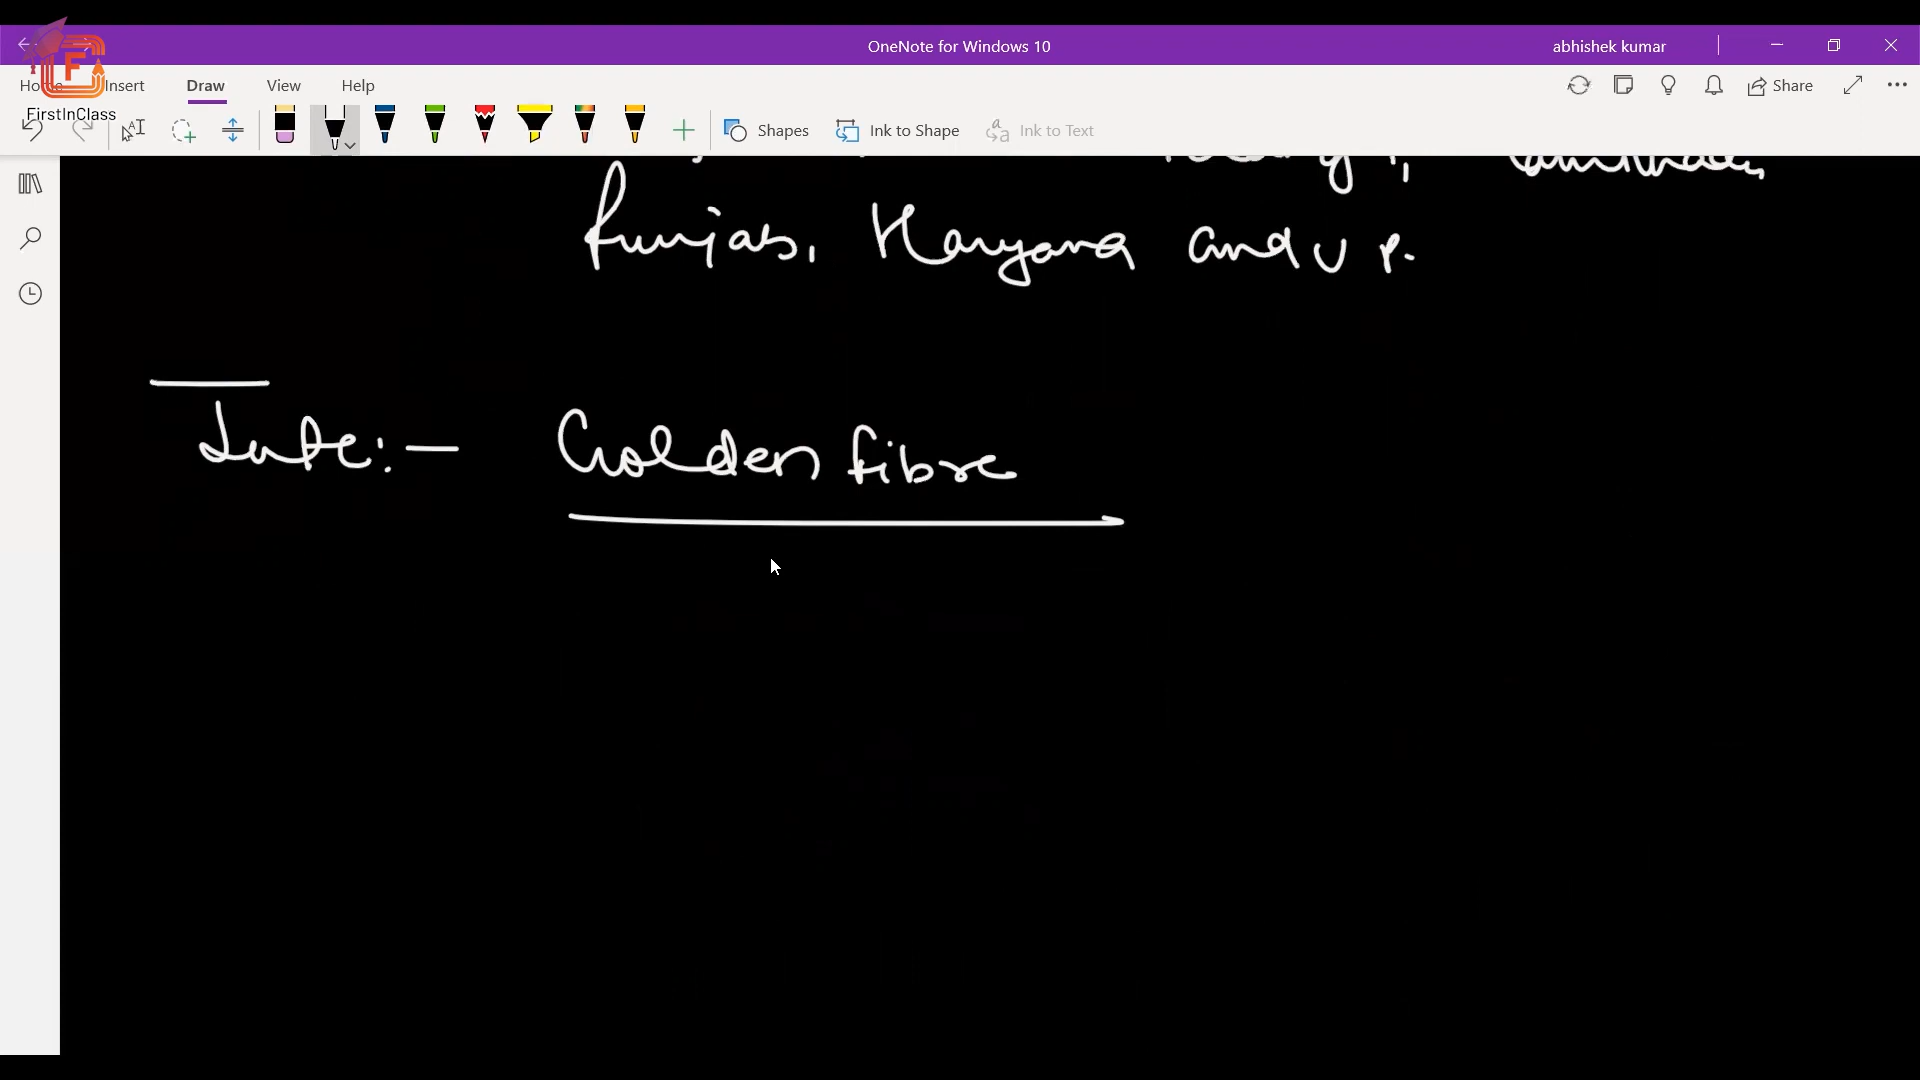 OneNote for Windows 10
abhishek kumar
Home Insert Draw View Help
Share
FirstInClass
Shapes Ink to Shape Ink to Text
Punjab, Haryana and U P.
Jute:- Golden fibre